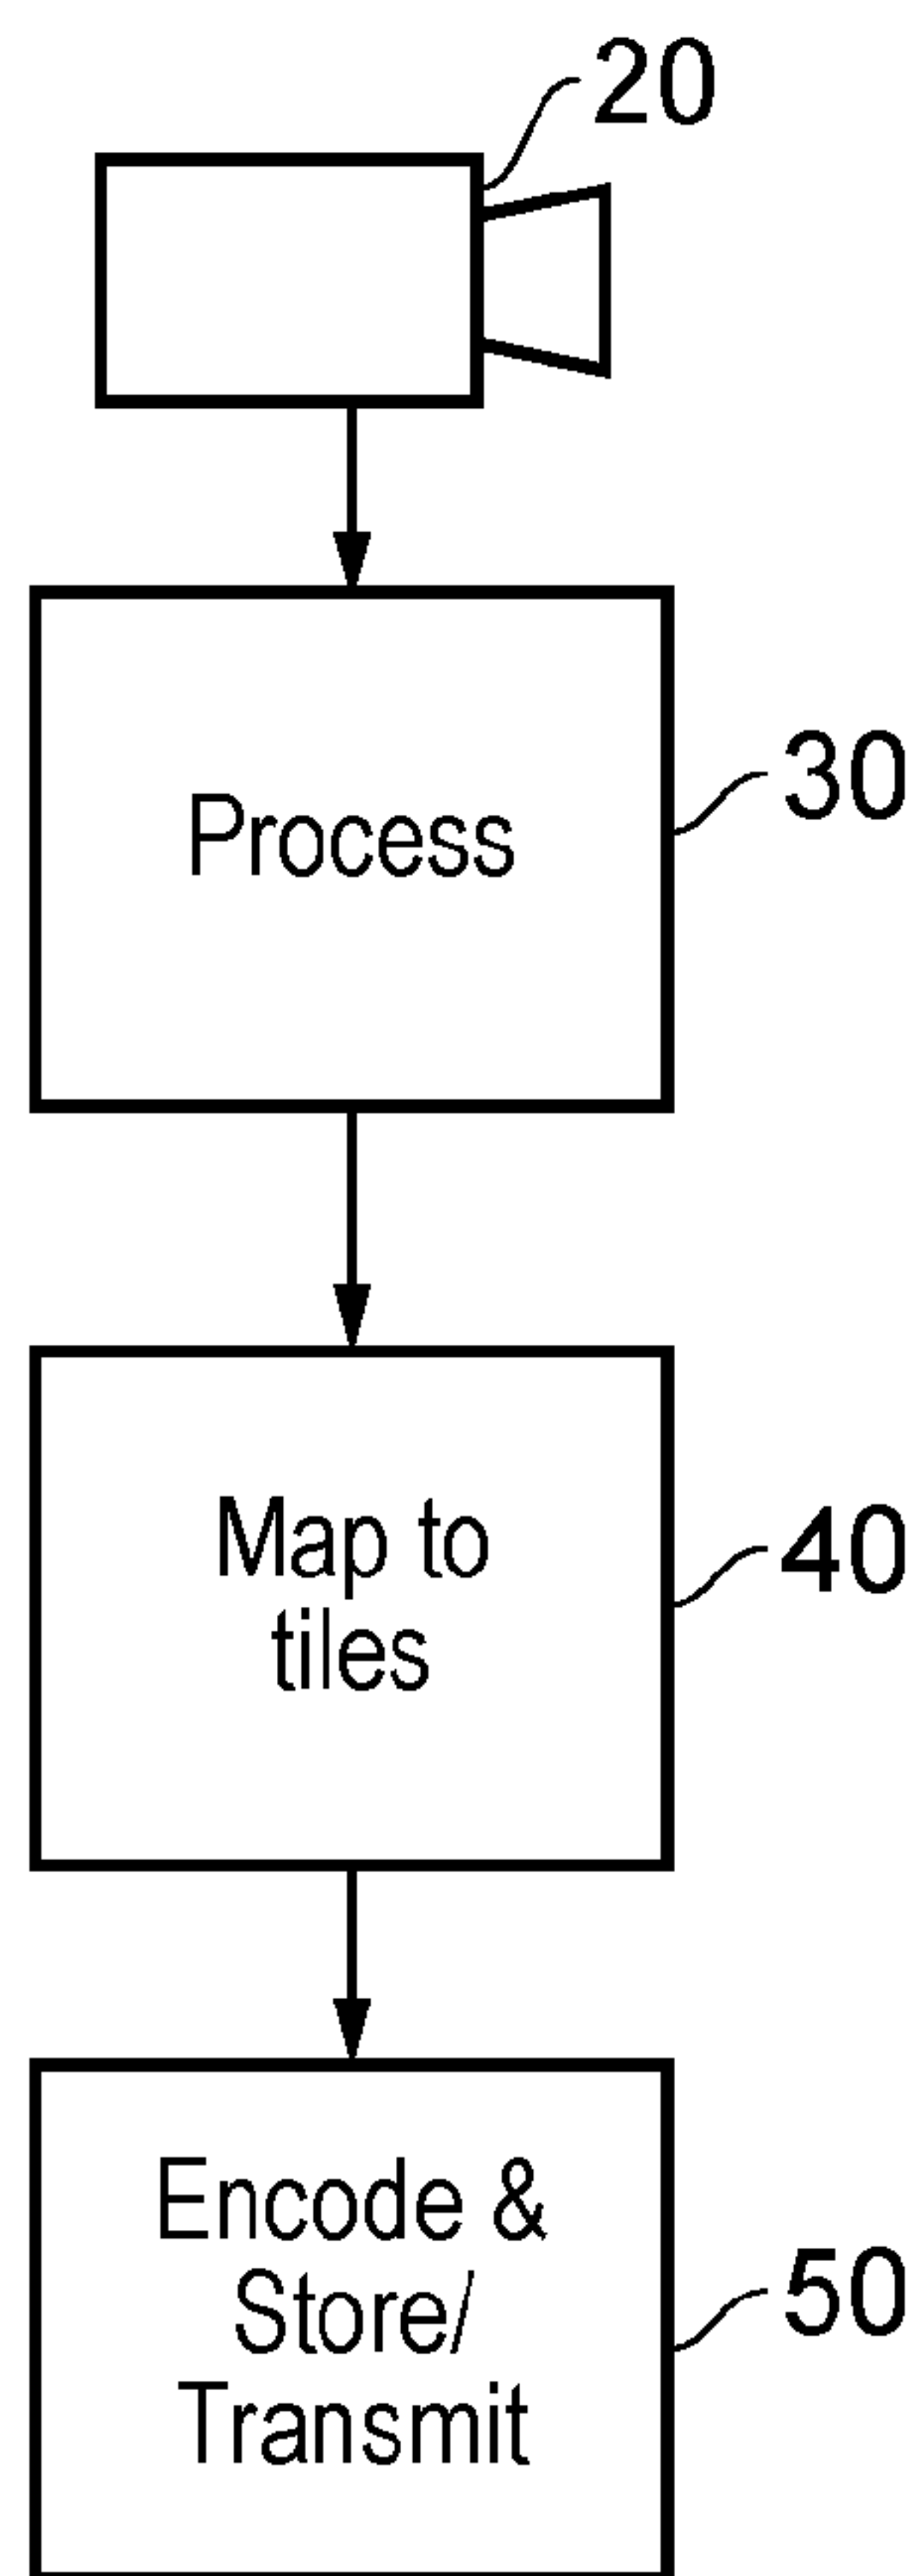 20
Process
30
Map to
tiles
40
Encode &
Store/
Transmit
50